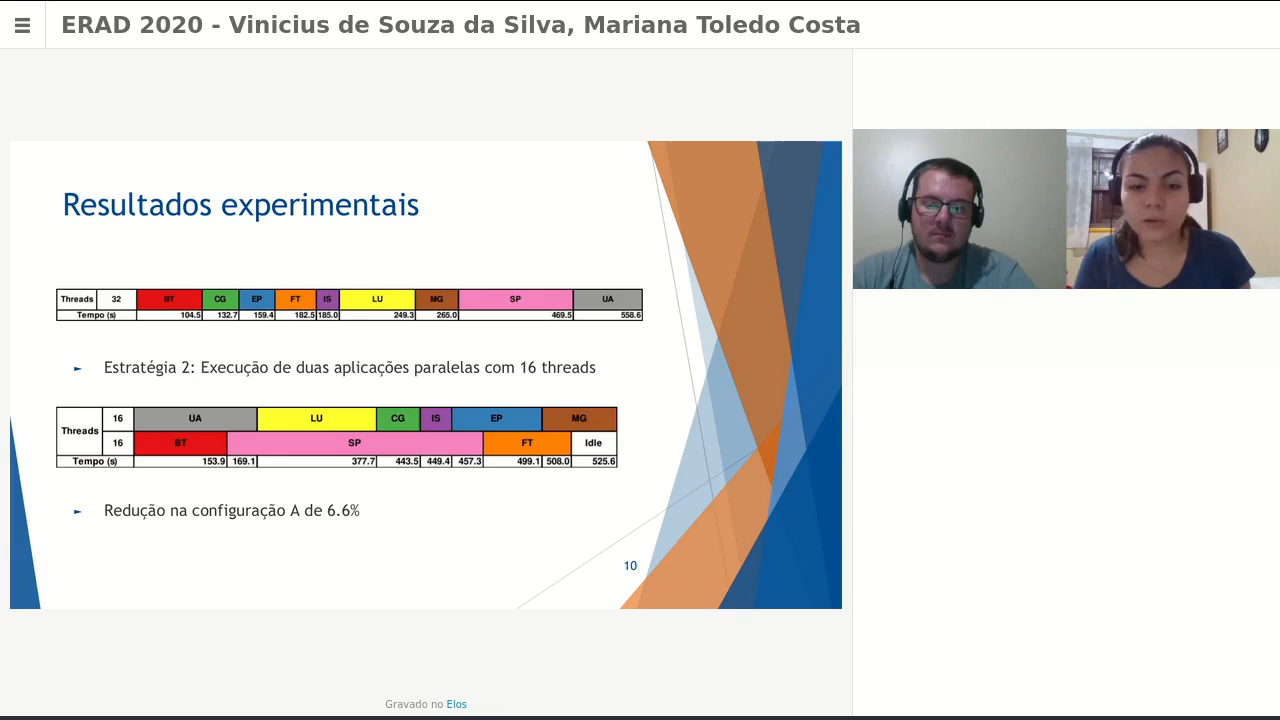 ERAD 2020 - Vinicius de Souza da Silva, Mariana Toledo Costa
Resultados experimentais
Threads 32 BT CG EP FT IS LU MG SP UA
Tempo (s) 104.5 132.7 159.4 182.5 185.0 249.3 265.0 469.5 558.6
► Estratégia 2: Execução de duas aplicações paralelas com 16 threads
Threads
16 UA LU CG IS EP MG
16 BT SP FT Idle
Tempo (s) 153.9 169.1 377.7 443.5 449.4 457.3 499.1 508.0 525.6
► Redução na configuração A de 6.6%
10
Gravado no Elos